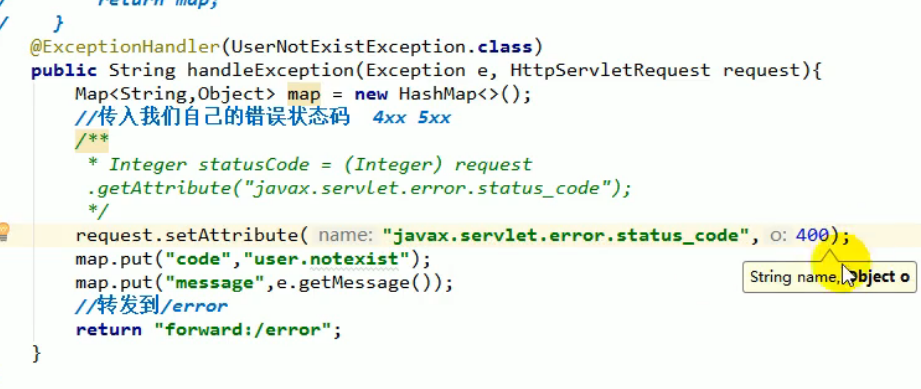 / return map;
/ }
@ExceptionHandler(UserNotExistException.class)
public String handleException(Exception e, HttpServletRequest request){
Map<String,Object> map = new HashMap<>();
//传入我们自己的错误状态码 4xx 5xx
/**
* Integer statusCode = (Integer) request
.getAttribute("javax.servlet.error.status_code");
*/
request.setAttribute( name: "javax.servlet.error.status_code", o: 400);
map.put("code","user.notexist");
String name, Object o
map.put("message",e.getMessage());
//转发到/error
return "forward:/error";
}